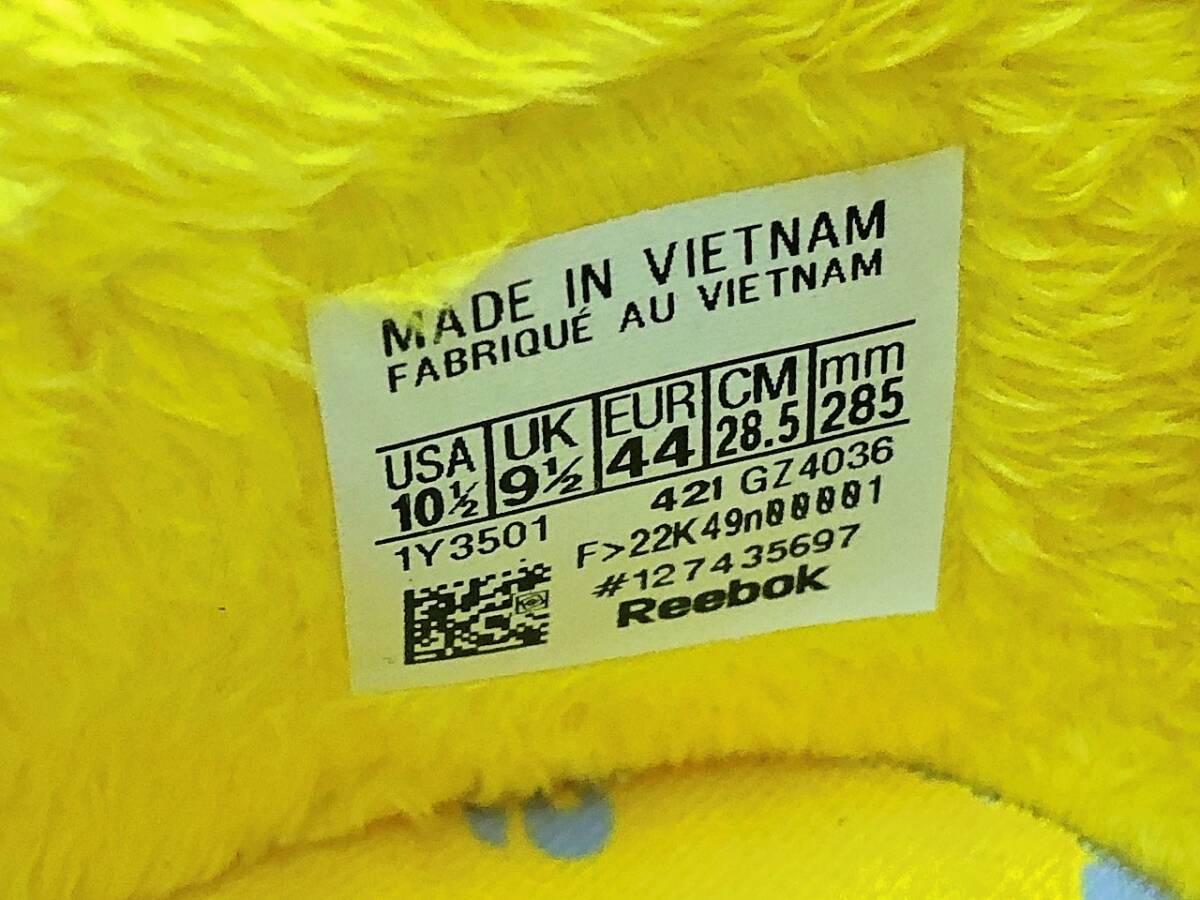 MADE IN VIETNAM
FABRIQUÉ AU VIETNAM
USA UK EUR CM mm
10½ 9½ 44 28.5 285
1Y3501 421 GZ4036
F>22K49n00001
#127435697
Reebok